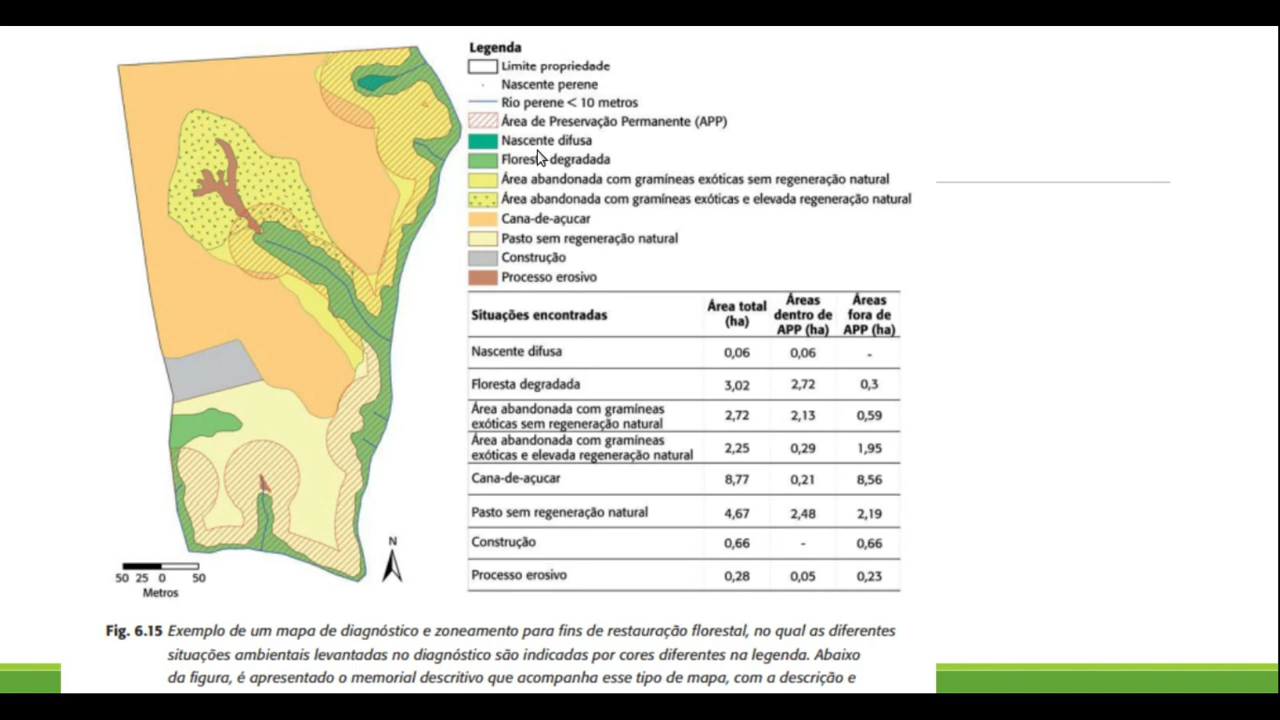 Legenda
Limite propriedade
Nascente perene
Rio perene < 10 metros
Área de Preservação Permanente (APP)
Nascente difusa
Floresta degradada
Área abandonada com gramíneas exóticas sem regeneração natural
Área abandonada com gramíneas exóticas e elevada regeneração natural
Cana-de-açucar
Pasto sem regeneração natural
Construção
Processo erosivo
Situações encontradas Área total (ha) Áreas dentro de APP (ha) Áreas fora de APP (ha)
Nascente difusa 0,06 0,06 -
Floresta degradada 3,02 2,72 0,3
Área abandonada com gramíneas
exóticas sem regeneração natural 2,72 2,13 0,59
Área abandonada com gramíneas
exóticas e elevada regeneração natural 2,25 0,29 1,95
Cana-de-açucar 8,77 0,21 8,56
Pasto sem regeneração natural 4,67 2,48 2,19
Construção 0,66 - 0,66
Processo erosivo 0,28 0,05 0,23
N
50 25 0 50
Metros
Fig. 6.15 Exemplo de um mapa de diagnóstico e zoneamento para fins de restauração florestal, no qual as diferentes
situações ambientais levantadas no diagnóstico são indicadas por cores diferentes na legenda. Abaixo
da figura, é apresentado o memorial descritivo que acompanha esse tipo de mapa, com a descrição e